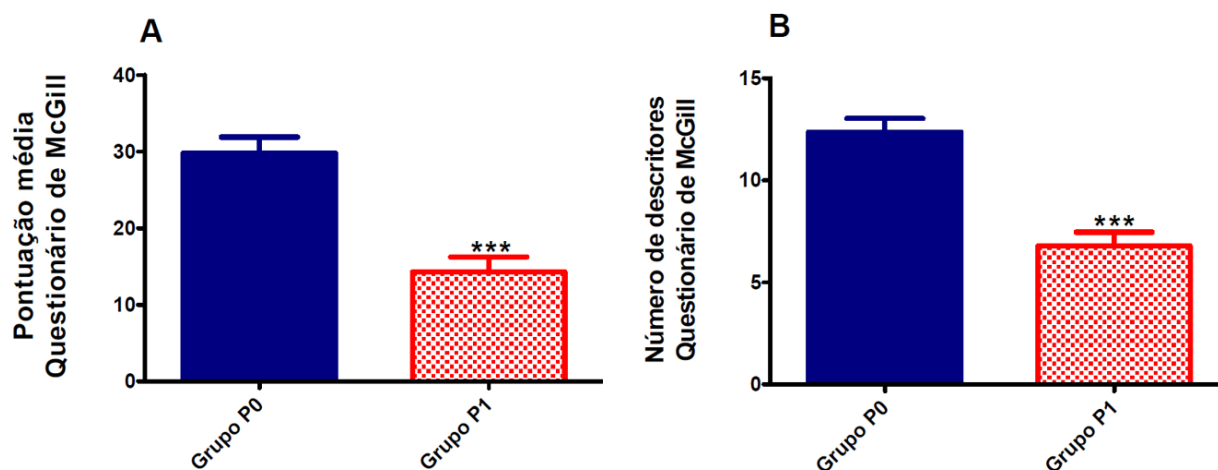 A
Pontuação média
Questionário de McGill
40
30
20
10
0
***
Grupo P0
Grupo P1
B
Número de descritores
Questionário de McGill
15
10
5
0
***
Grupo P0
Grupo P1